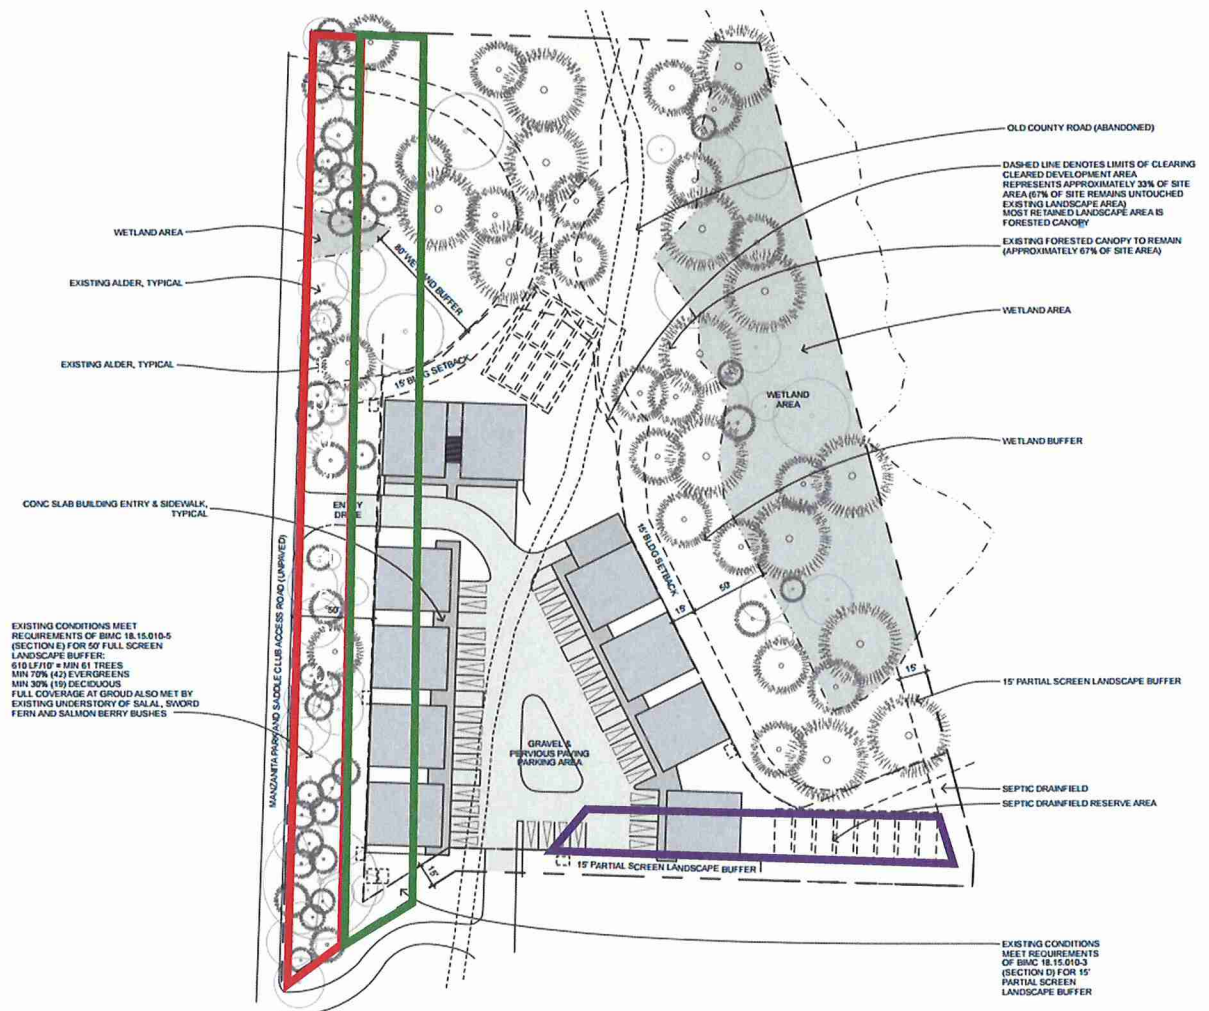 OLD COUNTY ROAD (ABANDONED)
DASHED LINE DENOTES LIMITS OF CLEARING
CLEARED DEVELOPMENT AREA
REPRESENTS APPROXIMATELY 33% OF SITE
AREA (67% OF SITE REMAINS UNTOUCHED
EXISTING LANDSCAPE AREA)
MOST RETAINED LANDSCAPE AREA IS
FORESTED CANOPY
EXISTING FORESTED CANOPY TO REMAIN
(APPROXIMATELY 67% OF SITE AREA)
WETLAND AREA
WETLAND BUFFER
15' PARTIAL SCREEN LANDSCAPE BUFFER
SEPTIC DRAINFIELD
SEPTIC DRAINFIELD RESERVE AREA
EXISTING CONDITIONS
MEET REQUIREMENTS
OF BIMC 18.15.010-3
(SECTION D) FOR 15'
PARTIAL SCREEN
LANDSCAPE BUFFER
WETLAND AREA
EXISTING ALDER, TYPICAL
EXISTING ALDER, TYPICAL
CONC SLAB BUILDING ENTRY & SIDEWALK,
TYPICAL
EXISTING CONDITIONS MEET
REQUIREMENTS OF BIMC 18.15.010-5
(SECTION E) FOR 50' FULL SCREEN
LANDSCAPE BUFFER:
610 LF/10' = MIN 61 TREES
MIN 70% (42) EVERGREENS
MIN 30% (19) DECIDUOUS
FULL COVERAGE AT GROUD ALSO MET BY
EXISTING UNDERSTORY OF SALAL, SWORD
FERN AND SALMON BERRY BUSHES
MANZANITA PARK AND SADDLE CLUB ACCESS ROAD (UNPAVED)
80' WETLAND BUFFER
15' BLDG SETBACK
ENTRY
DRIVE
50'
WETLAND
AREA
15' BLDG SETBACK
15'
50'
15'
GRAVEL &
PERVIOUS PAVING
PARKING AREA
15'
15' PARTIAL SCREEN LANDSCAPE BUFFER